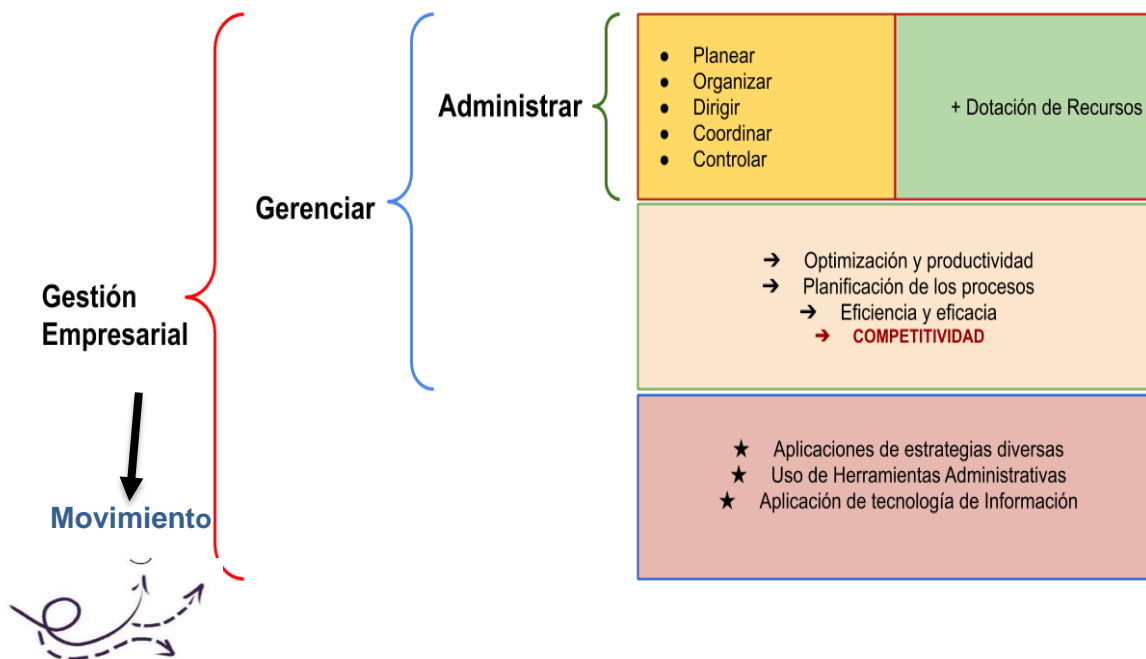 Gestión
Empresarial
Movimiento
Gerenciar
Administrar
● Planear
● Organizar
● Dirigir
● Coordinar
● Controlar
+ Dotación de Recursos
➔ Optimización y productividad
➔ Planificación de los procesos
➔ Eficiencia y eficacia
➔ COMPETITIVIDAD
★ Aplicaciones de estrategias diversas
★ Uso de Herramientas Administrativas
★ Aplicación de tecnología de Información